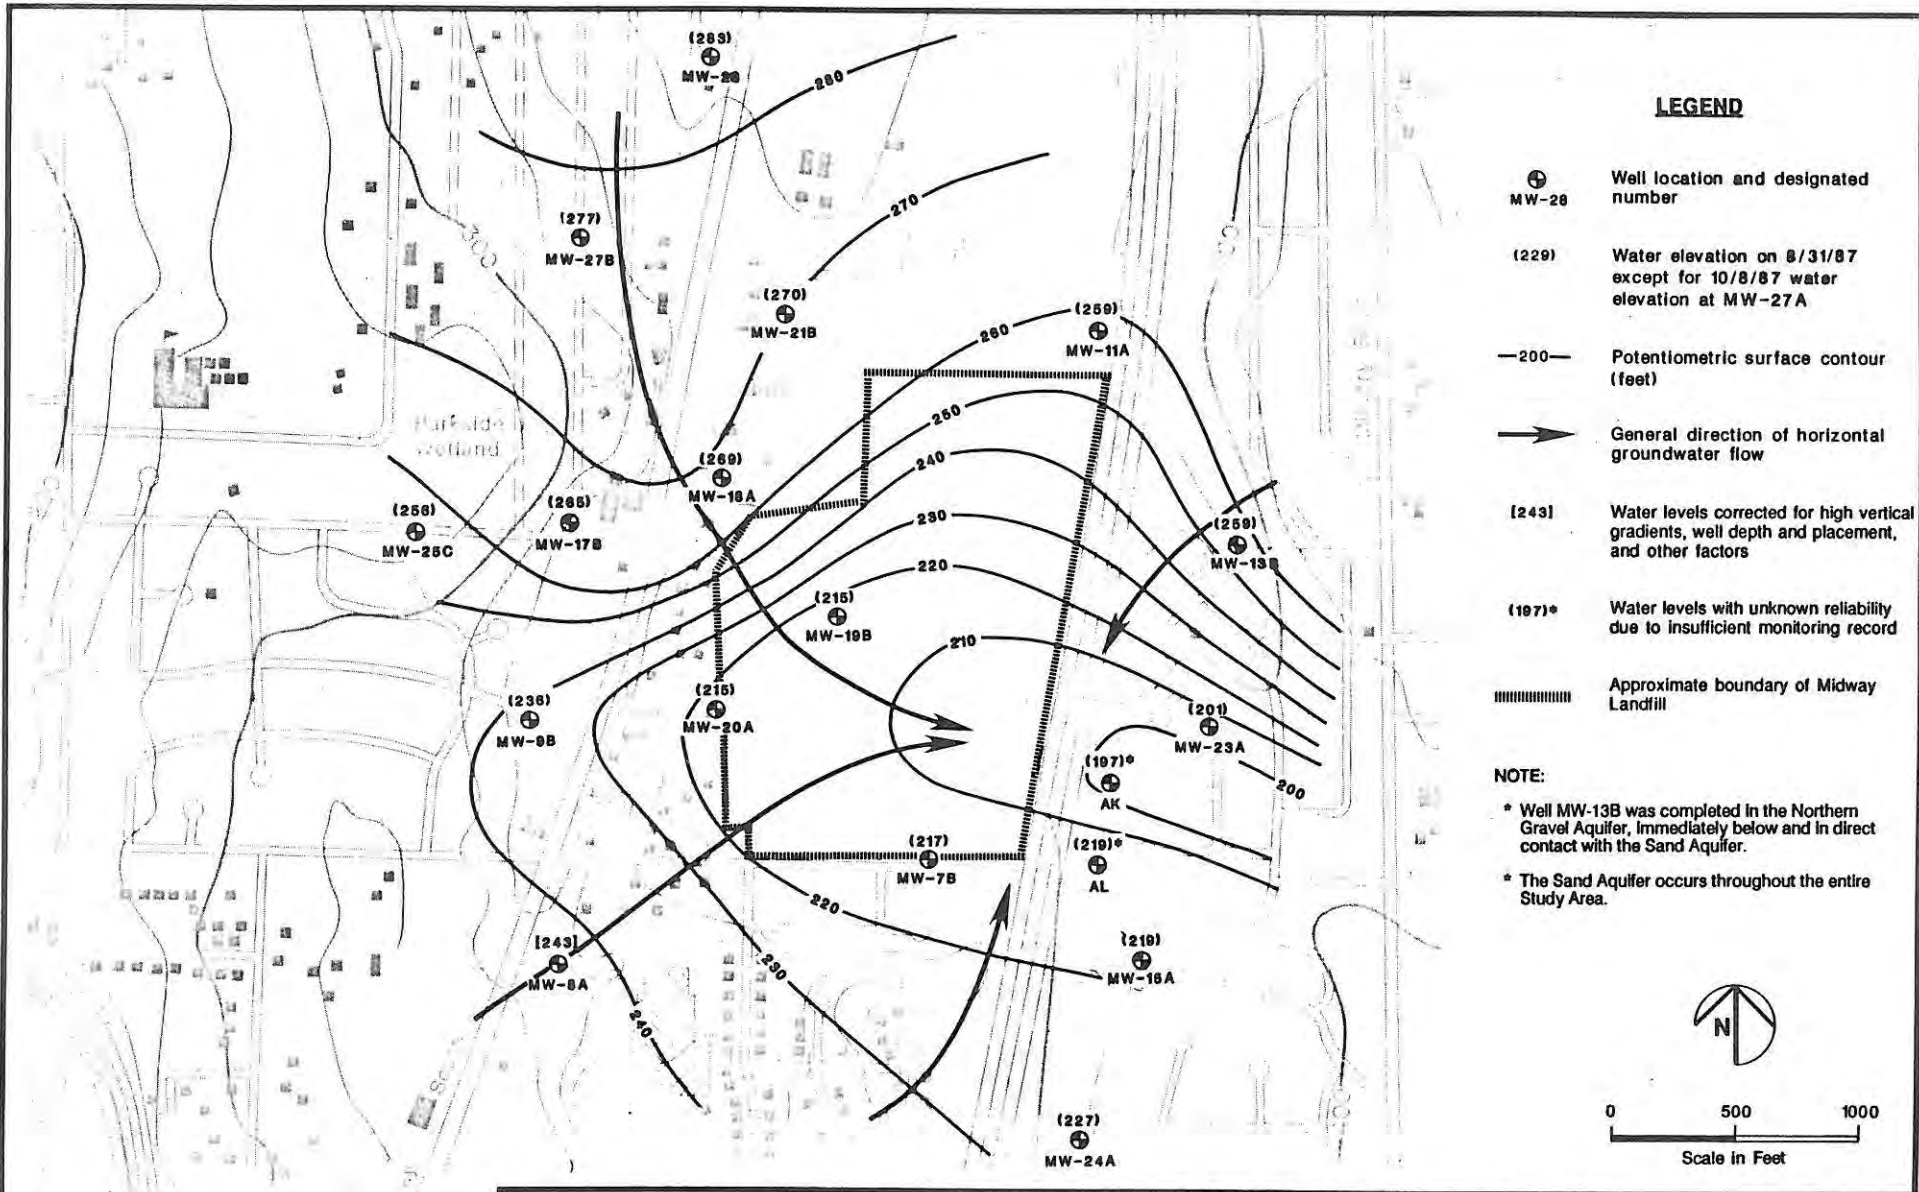 (283)
MW-28
280
300
(277)
MW-27B
270
(270)
MW-21B
(259)
MW-11A
260
250
240
230
220
210
200
Parkside
wetland
(269)
MW-18A
(256)
MW-25C
(265)
MW-17B
(259)
MW-13B
(215)
MW-19B
(215)
MW-20A
(236)
MW-9B
(201)
MW-23A
(197)*
AK
(217)
MW-7B
(219)*
AL
220
[243]
MW-8A
230
240
(219)
MW-16A
(227)
MW-24A
LEGEND
MW-28
Well location and designated
number
(229)
Water elevation on 8/31/87
except for 10/8/87 water
elevation at MW-27A
200
Potentiometric surface contour
(feet)
General direction of horizontal
groundwater flow
[243]
Water levels corrected for high vertical
gradients, well depth and placement,
and other factors
(197)*
Water levels with unknown reliability
due to insufficient monitoring record
Approximate boundary of Midway
Landfill
NOTE:
* Well MW-13B was completed in the Northern
Gravel Aquifer, immediately below and in direct
contact with the Sand Aquifer.
* The Sand Aquifer occurs throughout the entire
Study Area.
N
0 500 1000
Scale in Feet